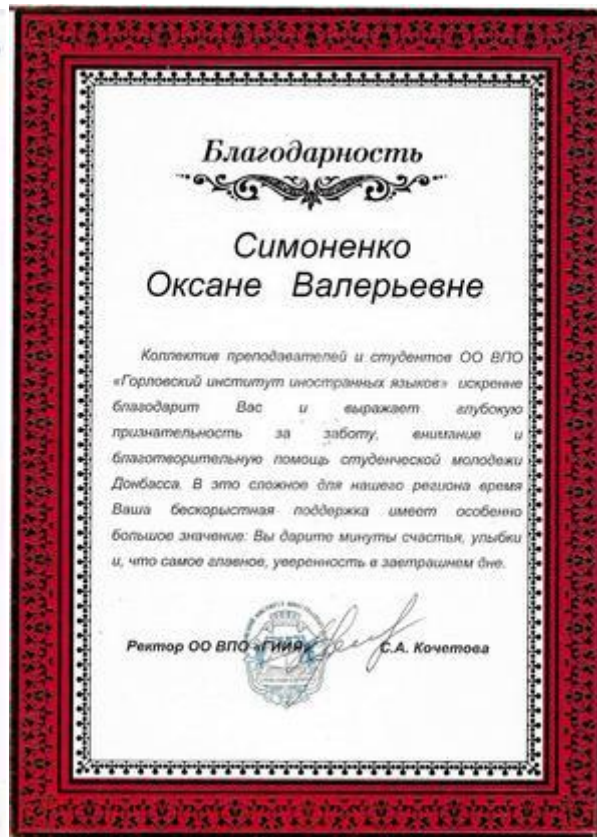 Благодарность
Симоненко
Оксане Валерьевне
Коллектив преподавателей и студентов ОО ВПО
«Горловский институт иностранных языков» искренне
благодарит Вас и выражает глубокую
признательность за заботу, внимание и
благотворительную помощь студенческой молодежи
Донбасса. В это сложное для нашего региона время
Ваша бескорыстная поддержка имеет особенно
большое значение: Вы дарите минуты счастья, улыбки
и, что самое главное, уверенность в завтрашнем дне.
Ректор ОО ВПО «ГИИЯ» С.А. Кочетова